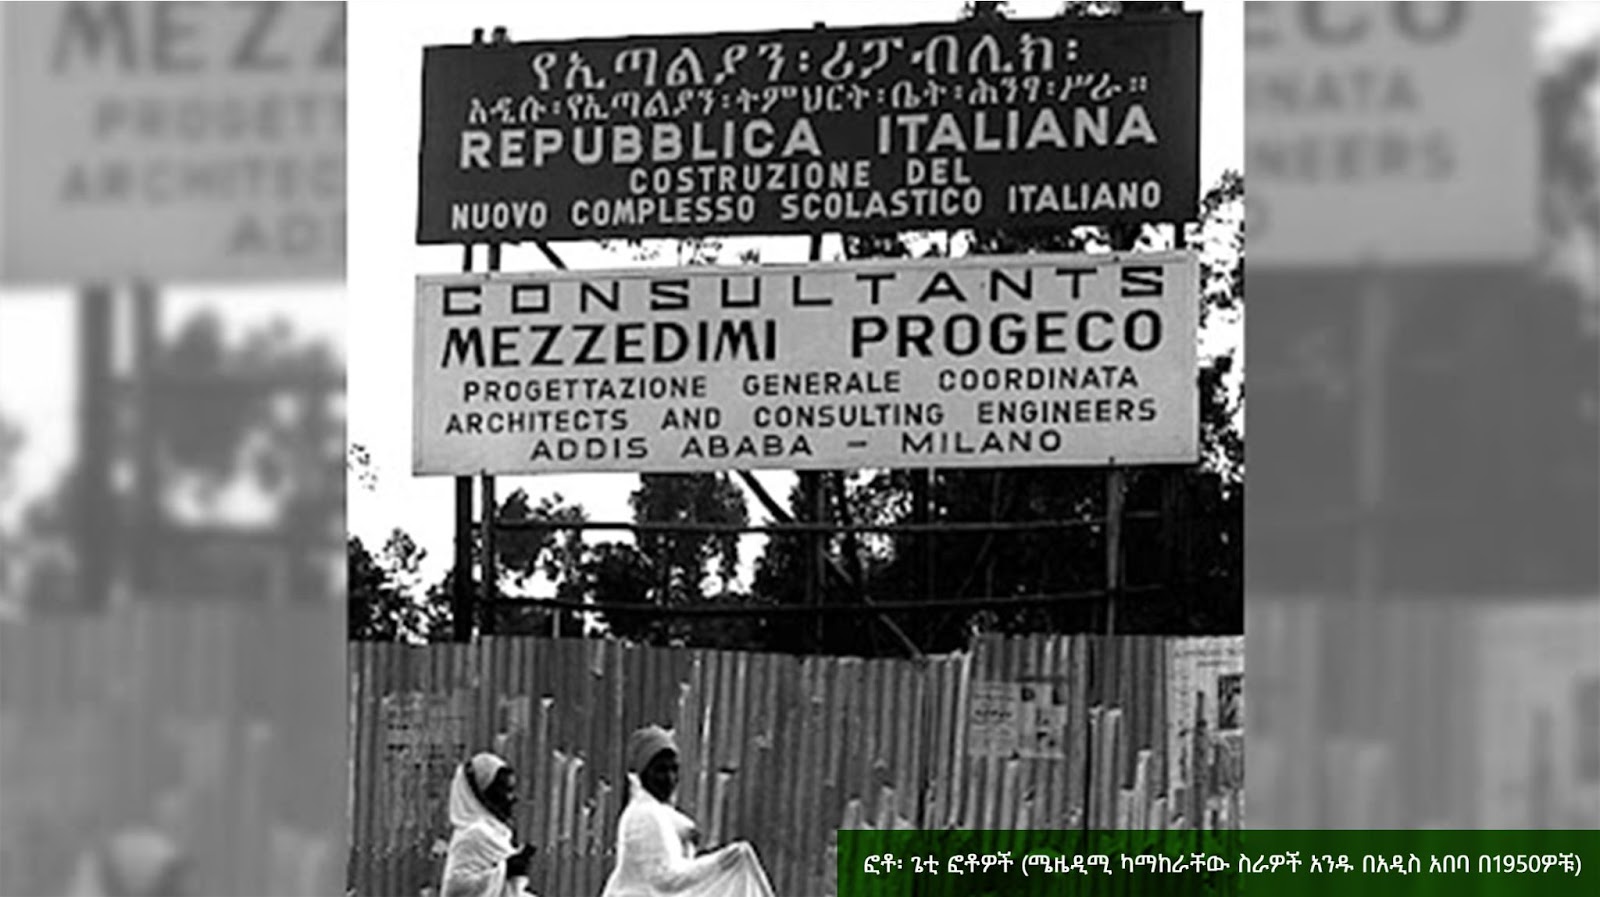 የኢጣልያን፡ሪፓብሊክ፡
አዲሱ፡የኢጣልያን፡ትምህርት፡ቤት፡ሕንፃ፡ሥራ።
REPUBBLICA ITALIANA
COSTRUZIONE DEL
NUOVO COMPLESSO SCOLASTICO ITALIANO
CONSULTANTS
MEZZEDIMI PROGECO
PROGETTAZIONE GENERALE COORDINATA
ARCHITECTS AND CONSULTING ENGINEERS
ADDIS ABABA – MILANO
ፎቶ፡ ጌቲ ፎቶዎች (ሜዜዲሚ ካማከራቸው ስራዎች አንዱ በአዲስ አበባ በ1950ዎቹ)